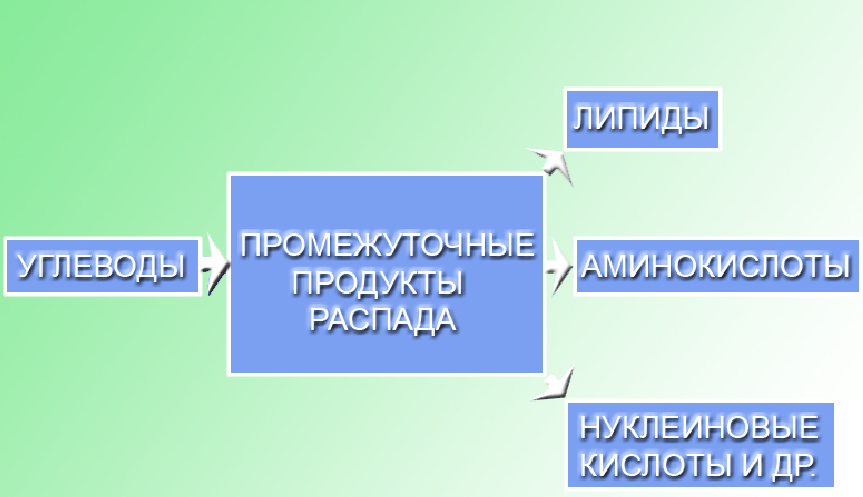 ЛИПИДЫ
УГЛЕВОДЫ
ПРОМЕЖУТОЧНЫЕ
ПРОДУКТЫ
РАСПАДА
АМИНОКИСЛОТЫ
НУКЛЕИНОВЫЕ
КИСЛОТЫ И ДР.